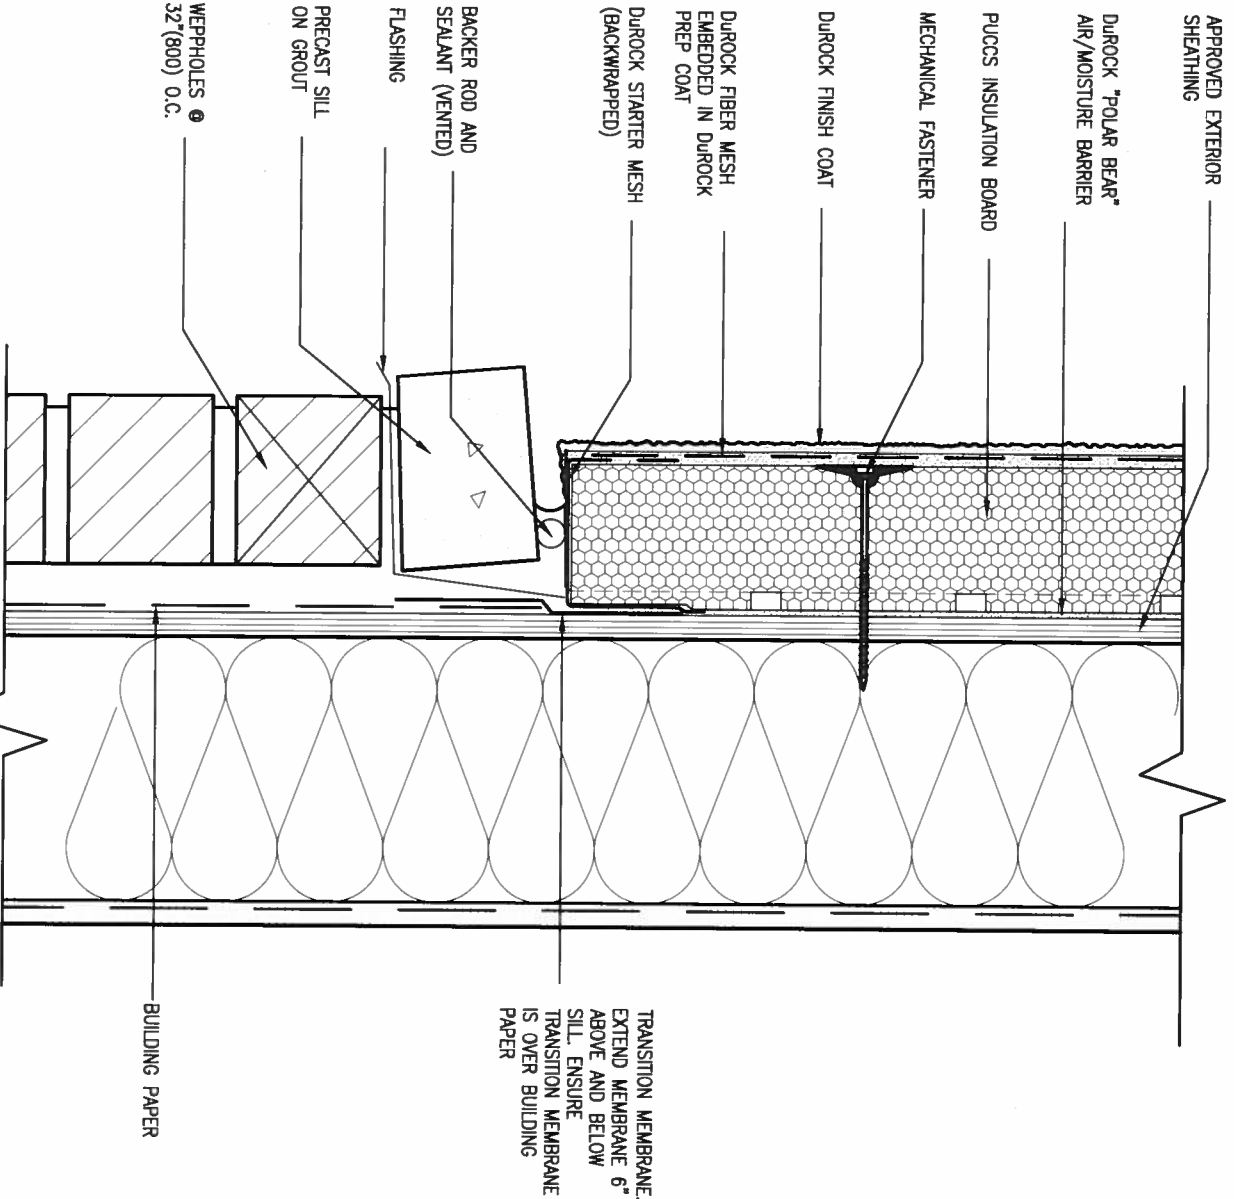 APPROVED EXTERIOR
SHEATHING
DuROCK "POLAR BEAR"
AIR/MOISTURE BARRIER
PUCCS INSULATION BOARD
MECHANICAL FASTENER
DuROCK FINISH COAT
DuROCK FIBER MESH
EMBEDDED IN DuROCK
PREP COAT
DuROCK STARTER MESH
(BACKWRAPPED)
BACKER ROD AND
SEALANT (VENTED)
FLASHING
PRECAST SILL
ON GROUT
WEPPHOLES @
32"(800) O.C.
TRANSITION MEMBRANE.
EXTEND MEMBRANE 6"
ABOVE AND BELOW
SILL. ENSURE
TRANSITION MEMBRANE
IS OVER BUILDING
PAPER
BUILDING PAPER